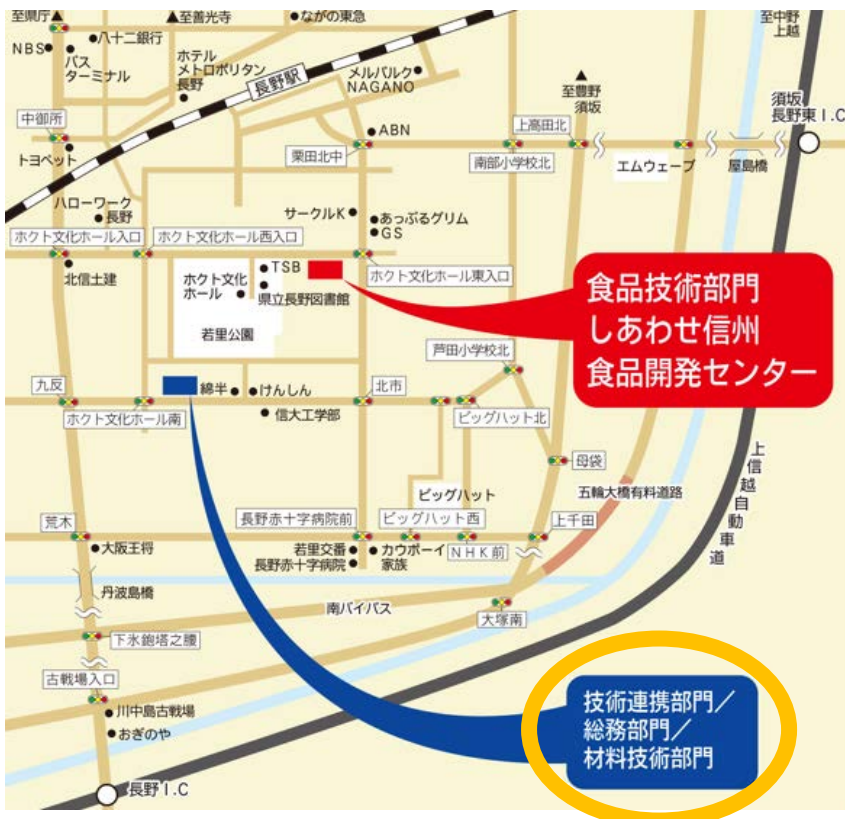 至県庁▲
▲至善光寺
●ながの東急
至中野
上越
NBS●
●八十二銀行
●バス
ターミナル
ホテル
メトロポリタン
長野
●
長野駅
メルパルク●
NAGANO
▲
至豊野
須坂
須坂
長野東I.C
中御所
トヨペット
●ABN
栗田北中
上高田北
南部小学校北
エムウェーブ
屋島橋
ハローワーク
●長野
サークルK●
●あっぷるグリム
●GS
ホクト文化ホール入口
ホクト文化ホール西入口
ホクト文化ホール東入口
●
北信土建
ホクト文化
ホール●
●TSB
●
県立長野図書館
若里公園
食品技術部門
しあわせ信州
食品開発センター
芦田小学校北
九反
ホクト文化ホール南
綿半●
●けんしん
●信大工学部
北市
ビッグハット北
母袋
上信越自動車道
五輪大橋有料道路
ビッグハット
荒木
●大阪王将
長野赤十字病院前
ビッグハット西
NHK前
上千田
若里交番●
長野赤十字病院●
●カウボーイ
家族
丹波島橋
南バイパス
大塚南
下氷鉋塔之腰
古戦場入口
●川中島古戦場
●おぎのや
技術連携部門／
総務部門／
材料技術部門
長野I.C